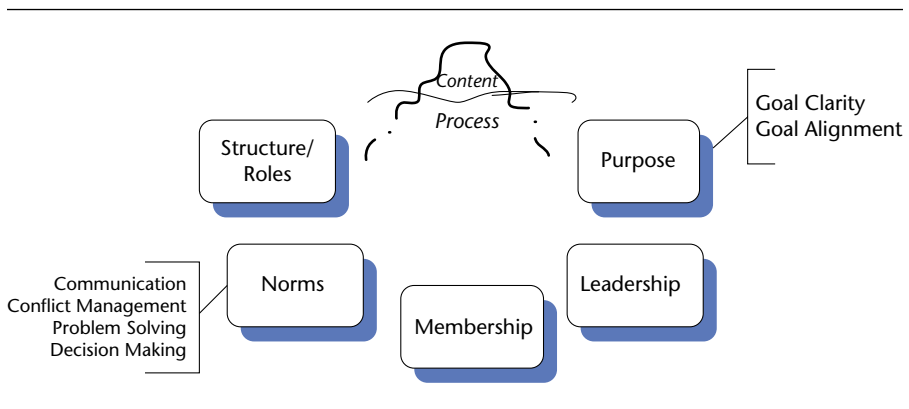 Content
Process
Structure/
Roles
Purpose
Goal Clarity
Goal Alignment
Norms
Communication
Conflict Management
Problem Solving
Decision Making
Membership
Leadership